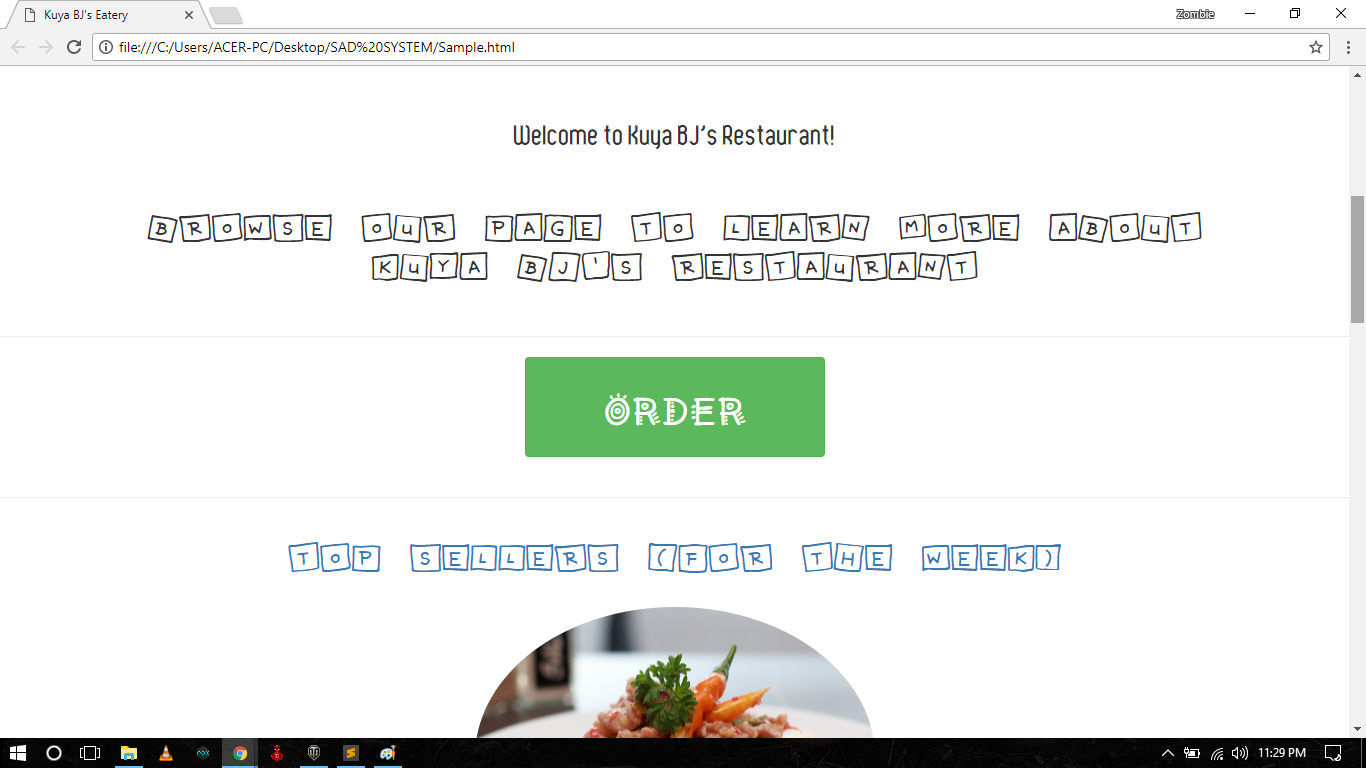 Kuya BJ's Eatery
Zombie
file:///C:/Users/ACER-PC/Desktop/SAD%20SYSTEM/Sample.html
Welcome to Kuya BJ's Restaurant!
BROWSE OUR PAGE TO LEARN MORE ABOUT
KUYA BJ'S RESTAURANT
ORDER
TOP SELLERS (FOR THE WEEK)
11:29 PM